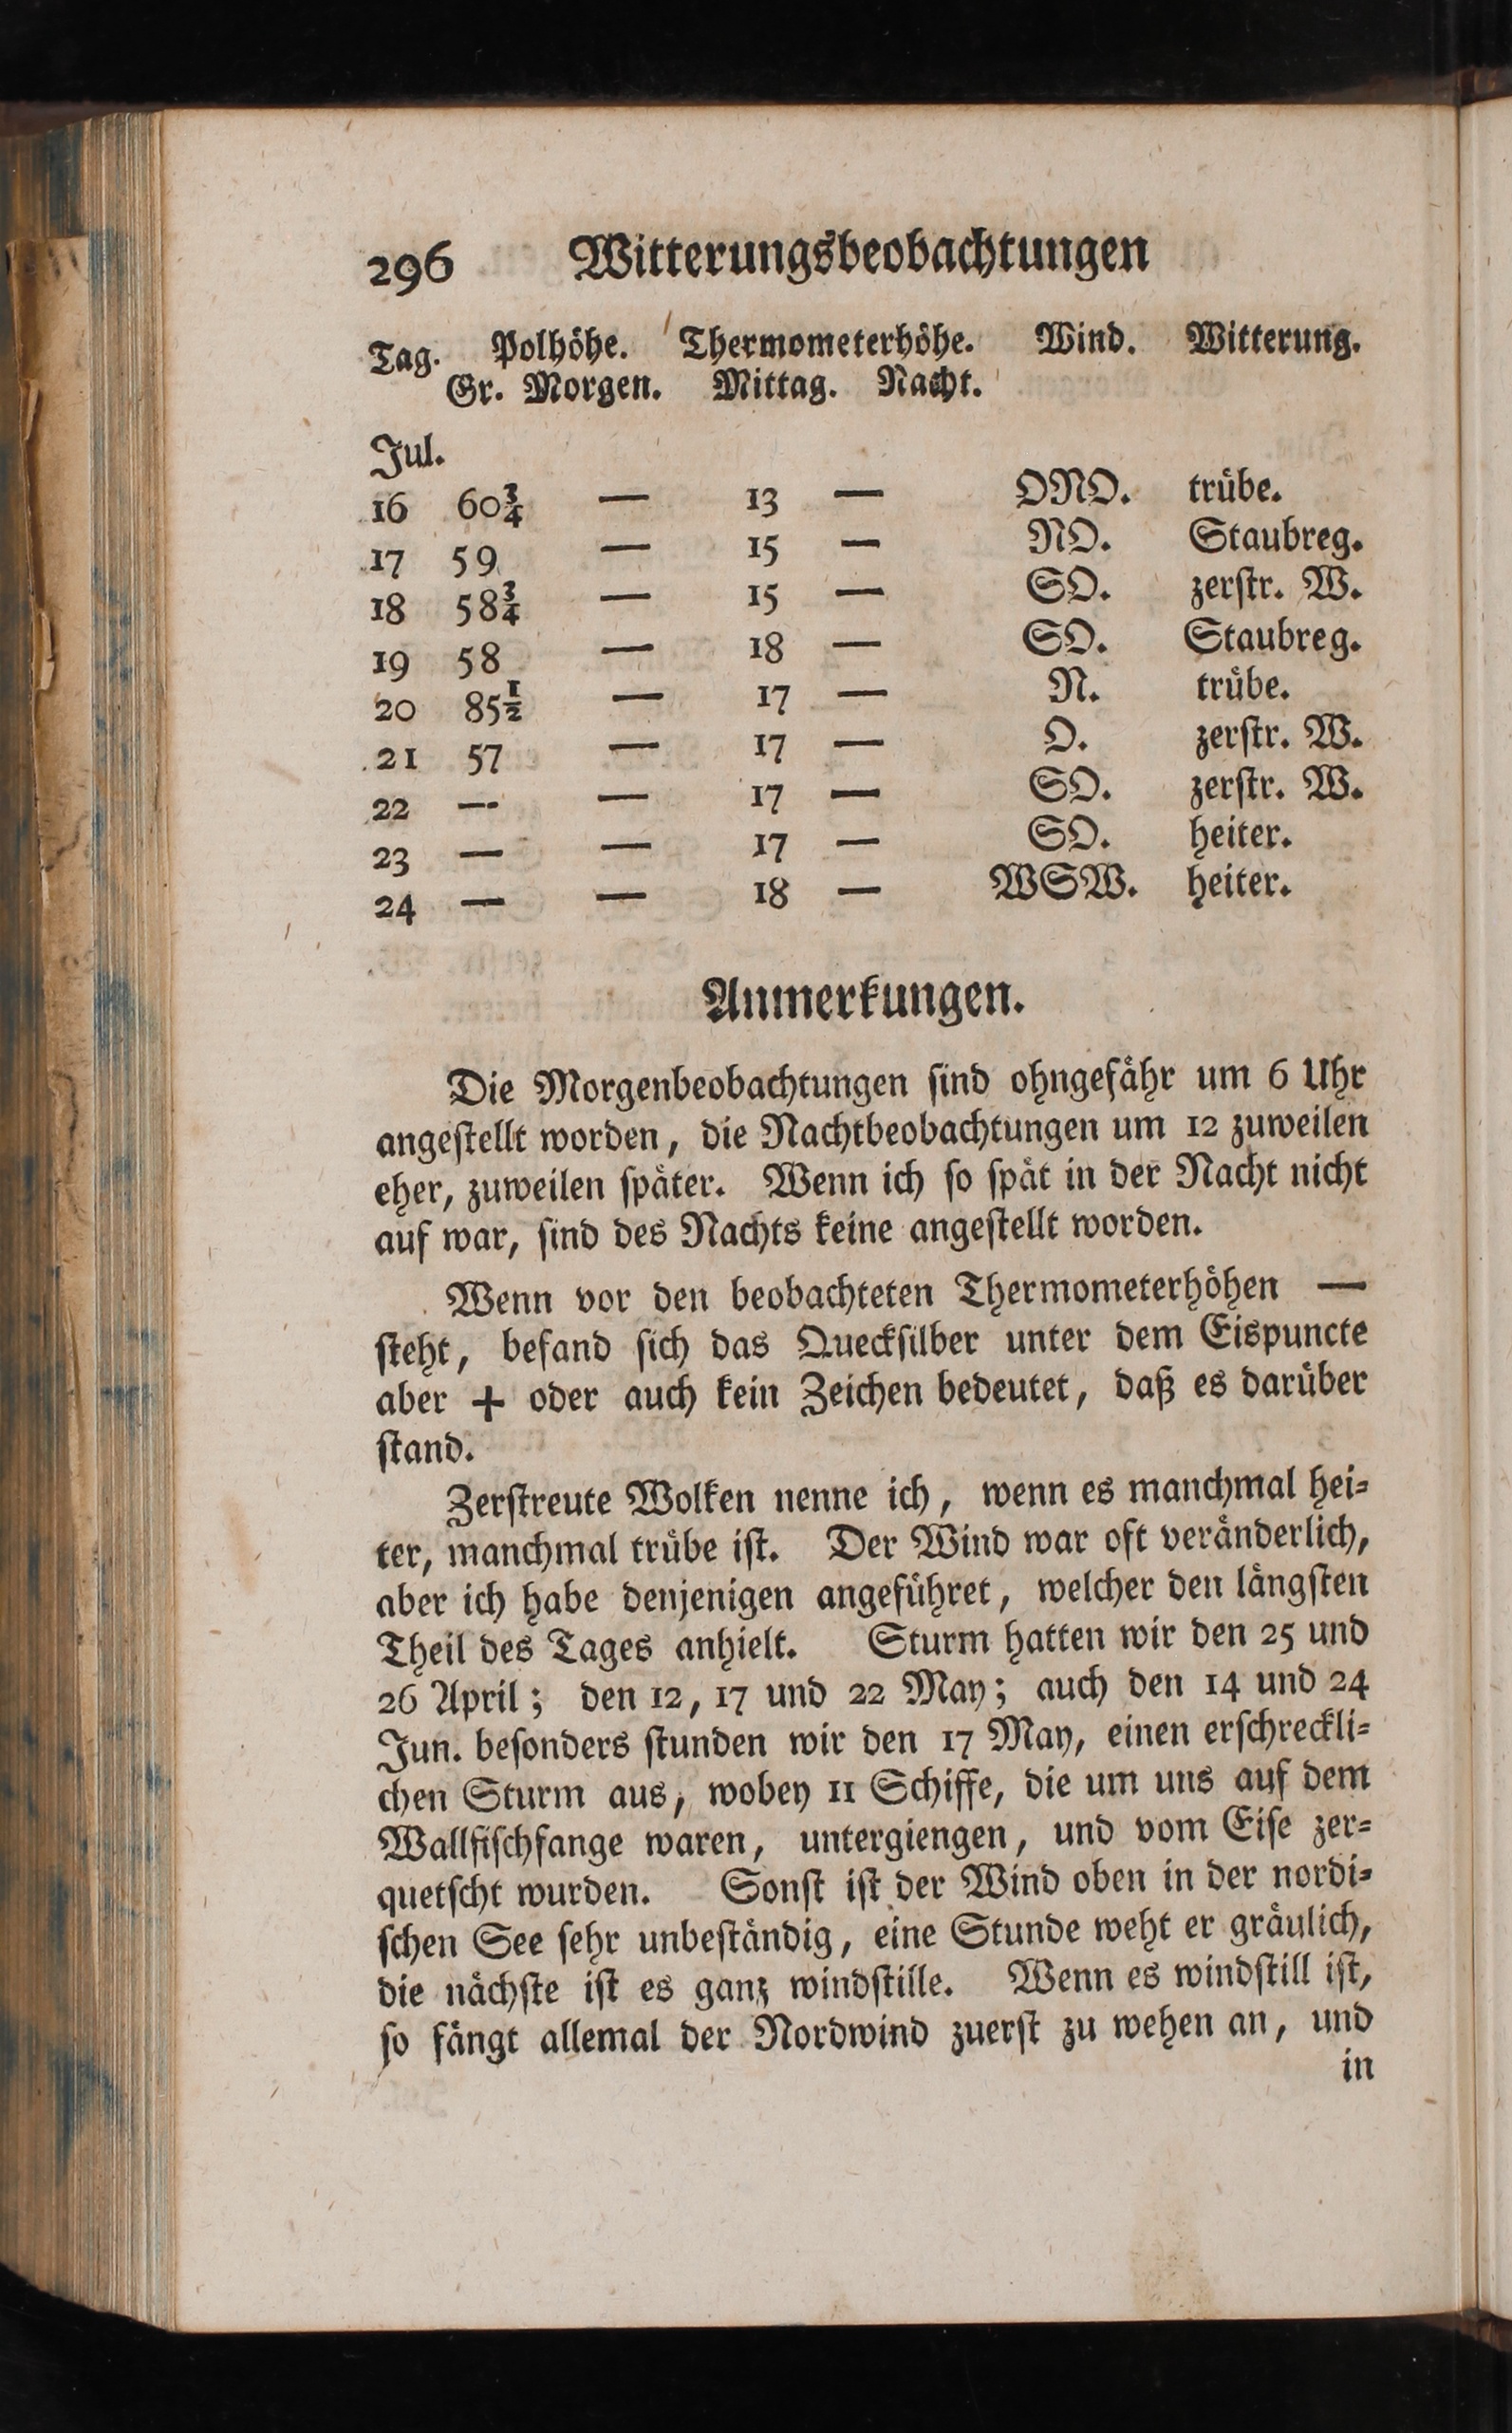 296 Witterungsbeobachtungen
Tag. Polhöhe. Thermometerhöhe. Wind. Witterung.
Gr. Morgen. Mittag. Nacht.
Jul.
16 60¾ — 13 — ONO. trübe.
17 59 — 15 — NO. Staubreg.
18 58¾ — 15 — SO. zerſtr. W.
19 58 — 18 — SO. Staubreg.
20 85½ — 17 — N. trübe.
21 57 — 17 — O. zerſtr. W.
22 — — 17 — SO. zerſtr. W.
23 — — 17 — SO. heiter.
24 — — 18 — WSW. heiter.
Anmerkungen.
Die Morgenbeobachtungen ſind ohngefähr um 6 Uhr
angeſtellt worden, die Nachtbeobachtungen um 12 zuweilen
eher, zuweilen ſpäter. Wenn ich ſo ſpät in der Nacht nicht
auf war, ſind des Nachts keine angeſtellt worden.
Wenn vor den beobachteten Thermometerhöhen —
ſteht, befand ſich das Queckſilber unter dem Eispuncte
aber + oder auch kein Zeichen bedeutet, daß es darüber
ſtand.
Zerſtreute Wolken nenne ich, wenn es manchmal hei⸗
ter, manchmal trübe iſt. Der Wind war oft veränderlich,
aber ich habe denjenigen angeführet, welcher den längſten
Theil des Tages anhielt. Sturm hatten wir den 25 und
26 April; den 12, 17 und 22 May; auch den 14 und 24
Jun. beſonders ſtunden wir den 17 May, einen erſchreckli⸗
chen Sturm aus, wobey 11 Schiffe, die um uns auf dem
Wallfiſchfange waren, untergiengen, und vom Eiſe zer⸗
quetſcht wurden. Sonſt iſt der Wind oben in der nordi⸗
ſchen See ſehr unbeſtändig, eine Stunde weht er gräulich,
die nächſte iſt es ganz windſtille. Wenn es windſtill iſt,
ſo fängt allemal der Nordwind zuerſt zu wehen an, und
in